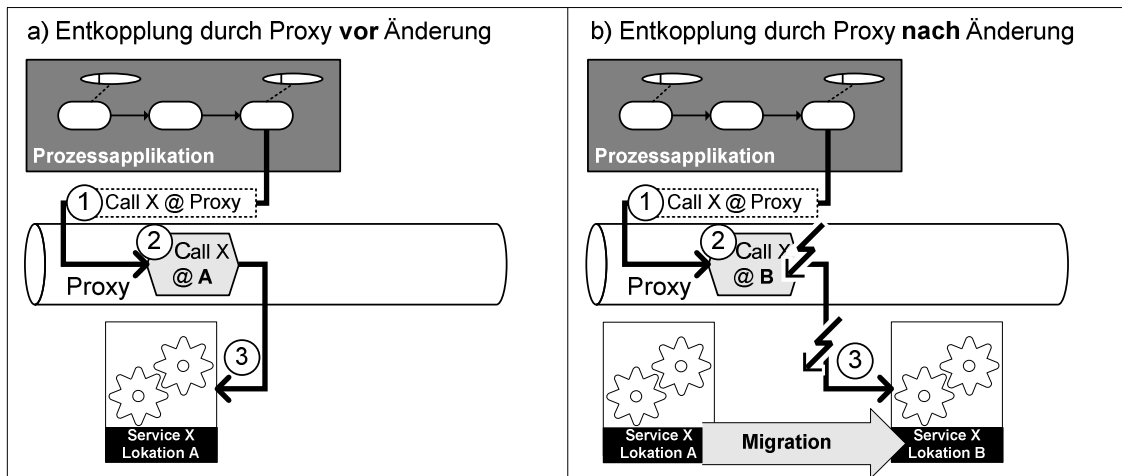 a) Entkopplung durch Proxy vor Änderung
Prozessapplikation
1
Call X @ Proxy
2
Call X
@ A
Proxy
3
Service X
Lokation A
b) Entkopplung durch Proxy nach Änderung
Prozessapplikation
1
Call X @ Proxy
2
Call X
@ B
Proxy
3
Service X
Lokation A
Migration
Service X
Lokation B